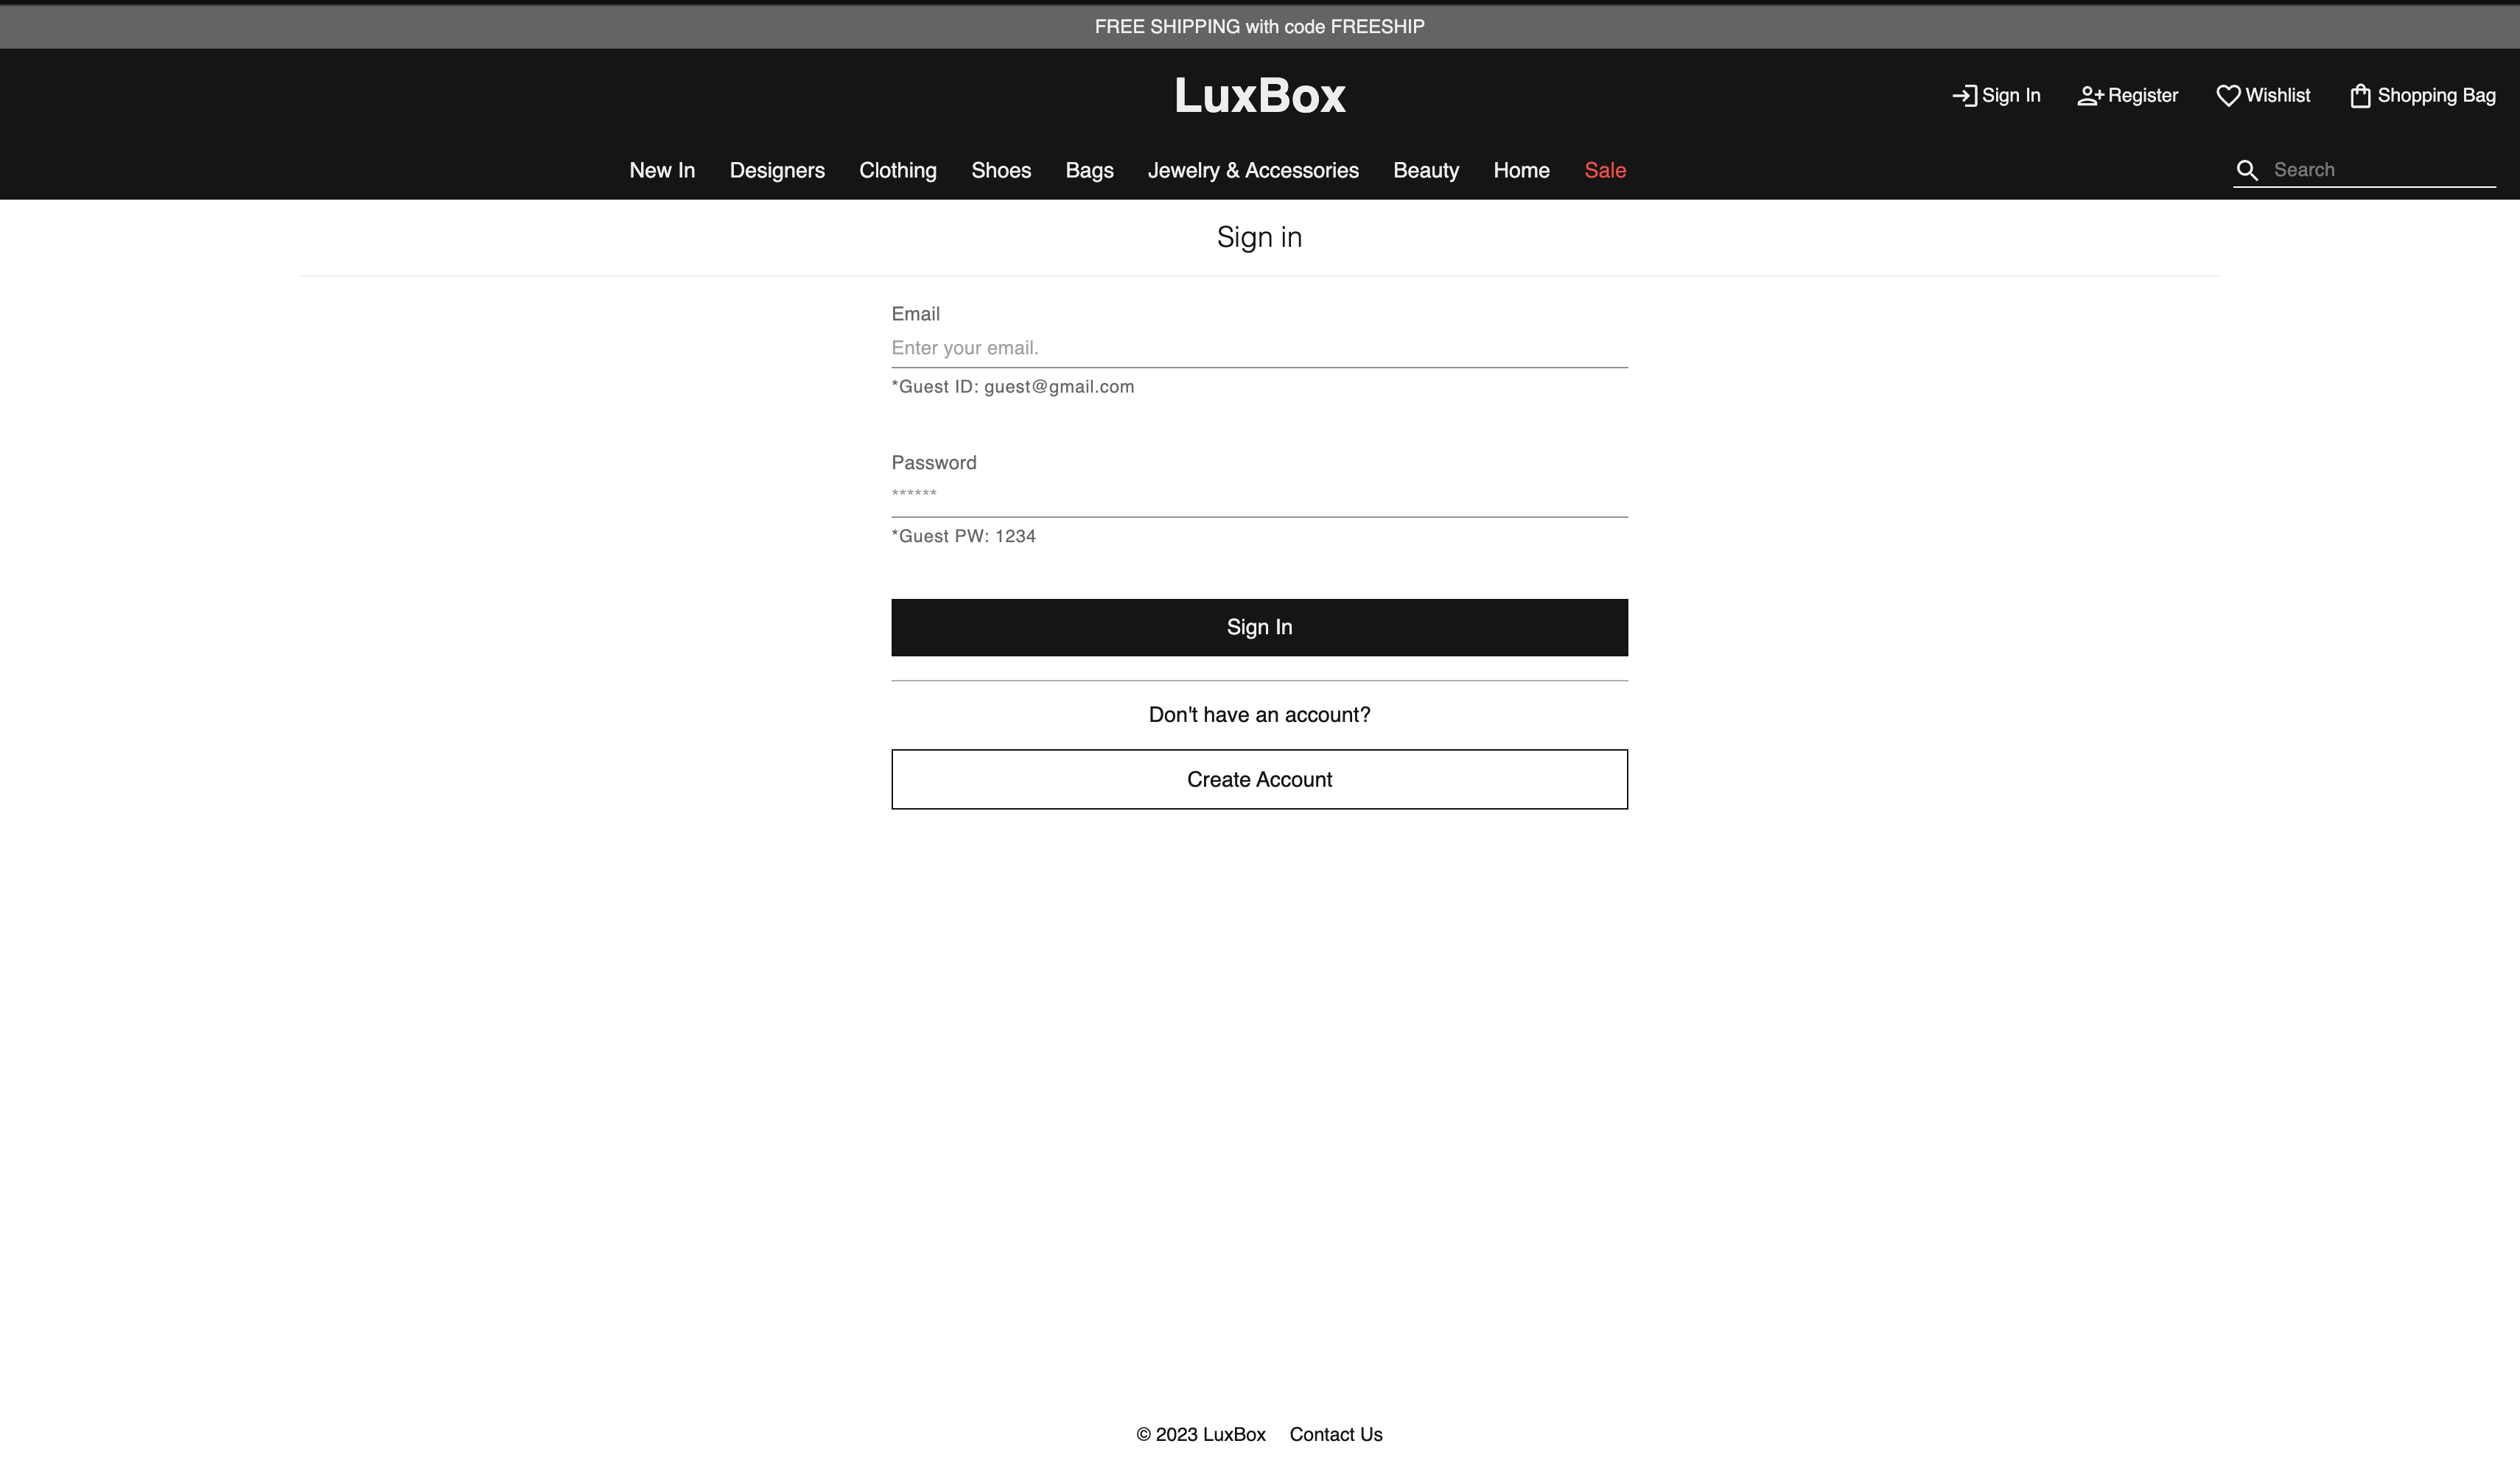 FREE SHIPPING with code FREESHIP
LuxBox
Sign In Register Wishlist Shopping Bag
New In Designers Clothing Shoes Bags Jewelry & Accessories Beauty Home Sale Search
Sign in
Email
Enter your email.
*Guest ID: guest@gmail.com
Password
******
*Guest PW: 1234
Sign In
Don't have an account?
Create Account
© 2023 LuxBox Contact Us